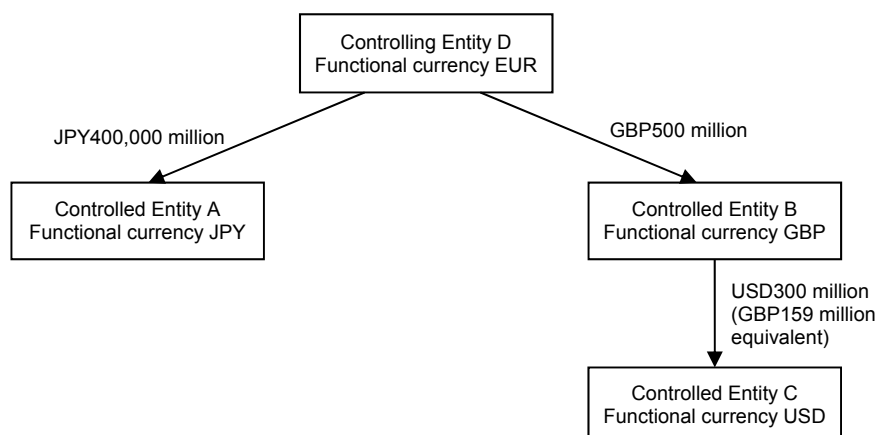 Controlling Entity D
Functional currency EUR
JPY400,000 million
GBP500 million
Controlled Entity A
Functional currency JPY
Controlled Entity B
Functional currency GBP
USD300 million
(GBP159 million
equivalent)
Controlled Entity C
Functional currency USD